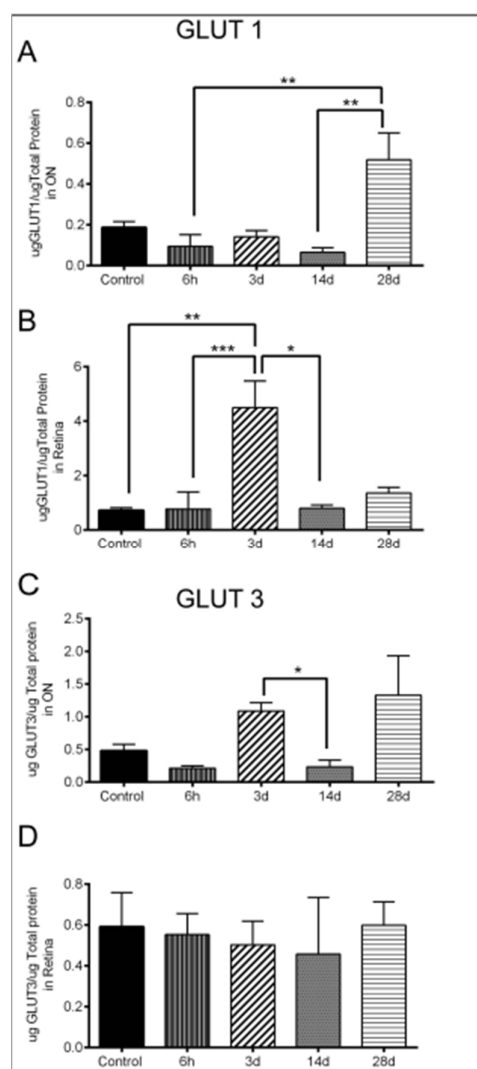 GLUT 1
A
ugGLUT1/ugTotal Protein
in ON
0.8
0.6
0.4
0.2
0.0
**
**
Control 6h 3d 14d 28d
B
ugGLUT1/ugTotal Protein
in Retina
6
4
2
0
**
***
*
Control 6h 3d 14d 28d
C
GLUT 3
ug GLUT3/ug Total protein
in ON
2.5
2.0
1.5
1.0
0.5
0.0
*
Control 6h 3d 14d 28d
D
ug GLUT3/ug Total protein
in Retina
0.8
0.6
0.4
0.2
0.0
Control 6h 3d 14d 28d